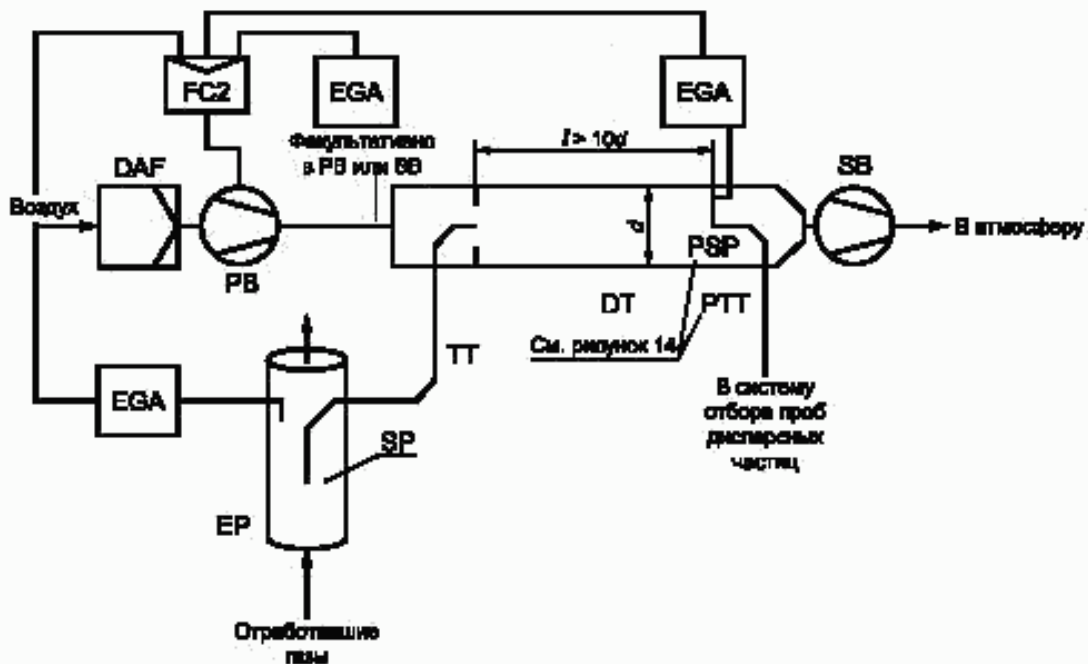 FC2
EGA
EGA
Факультативно
в PB или SB
l > 10d
DAF
SB
Воздух
d
В атмосферу
PB
PSP
DT
PTT
TT
См. рисунок 14
EGA
В систему
отбора проб
дисперсных
частиц
SP
EP
Отработавшие
газы